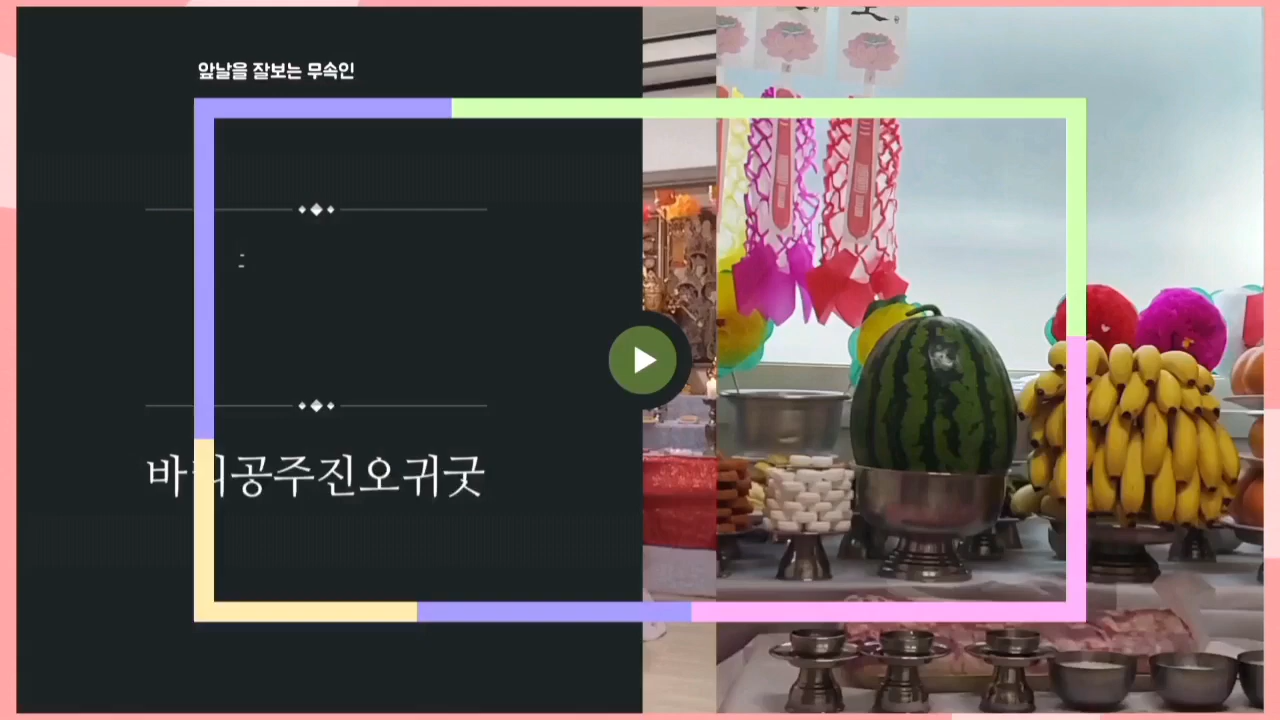 앞날을 잘보는 무속인
바리공주진오귀굿